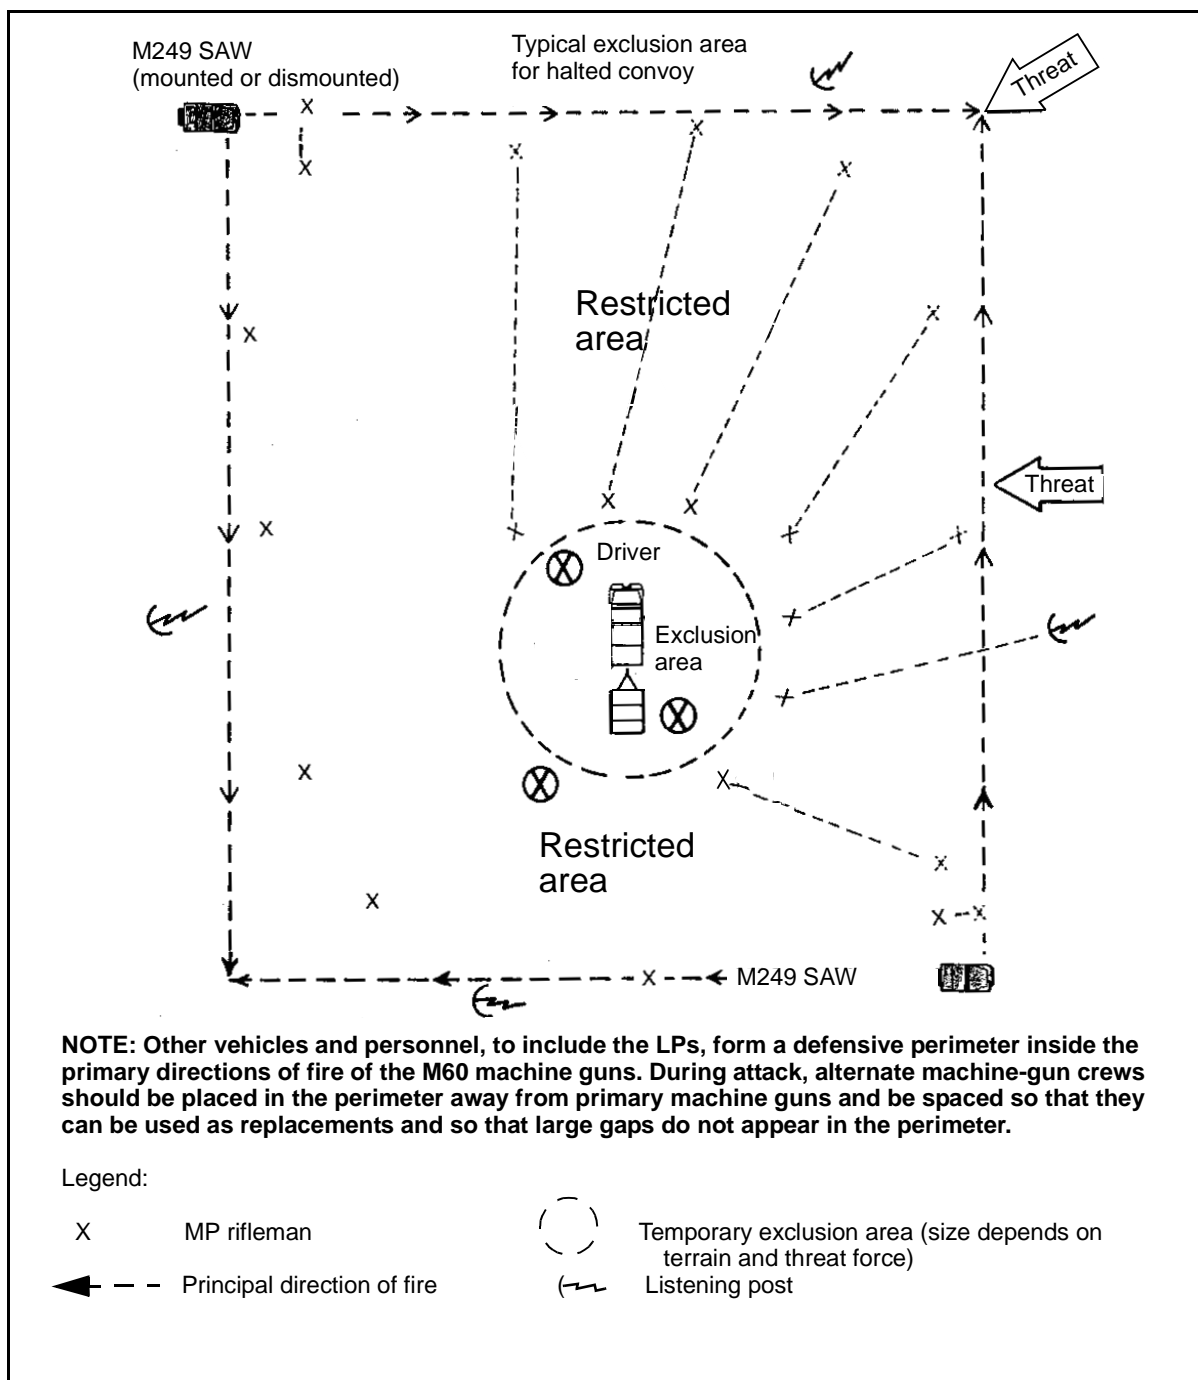 M249 SAW
(mounted or dismounted)
Typical exclusion area
for halted convoy
Threat
X
X
X
X
X
Restricted
area
X
X
X
Threat
X
X
X
X
X
X
X
Driver
X
Exclusion
area
X
X
X
X
X
X
Restricted
area
X
X
X
X
X
M249 SAW
NOTE: Other vehicles and personnel, to include the LPs, form a defensive perimeter inside the
primary directions of fire of the M60 machine guns. During attack, alternate machine-gun crews
should be placed in the perimeter away from primary machine guns and be spaced so that they
can be used as replacements and so that large gaps do not appear in the perimeter.
Legend:
X MP rifleman
Temporary exclusion area (size depends on
terrain and threat force)
Principal direction of fire
Listening post